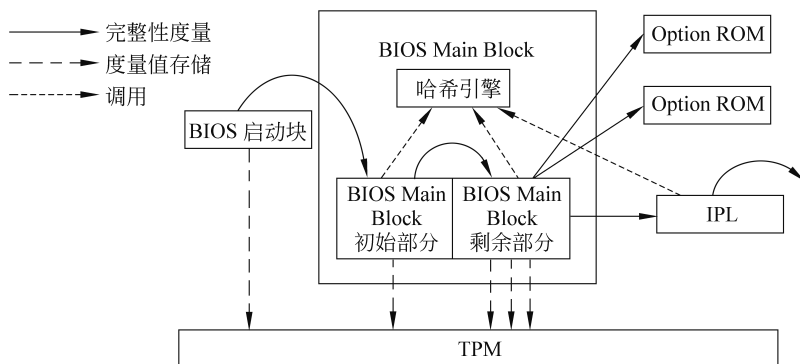 完整性度量
度量值存储
调用
BIOS Main Block
哈希引擎
Option ROM
Option ROM
BIOS 启动块
BIOS Main
Block
初始部分
BIOS Main
Block
剩余部分
IPL
TPM